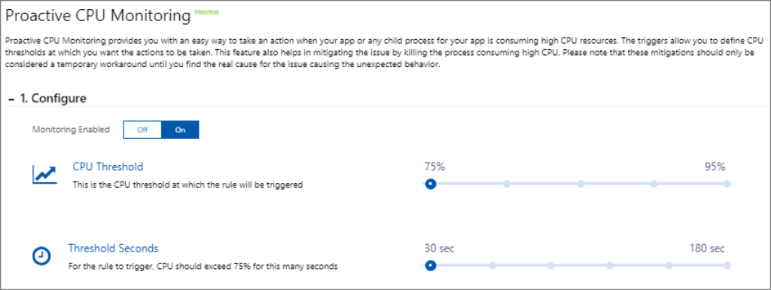 Proactive CPU Monitoring PREVIEW
Proactive CPU Monitoring provides you with an easy way to take an action when your app or any child process for your app is consuming high CPU resources. The triggers allow you to define CPU
thresholds at which you want the actions to be taken. This feature also helps in mitigating the issue by killing the process consuming high CPU. Please note that these mitigations should only be
considered a temporary workaround until you find the real cause for the issue causing the unexpected behavior.
1. Configure
Monitoring Enabled Off On
CPU Threshold 75% 95%
This is the CPU threshold at which the rule will be triggered
Threshold Seconds 30 sec 180 sec
For the rule to trigger, CPU should exceed 75% for this many seconds